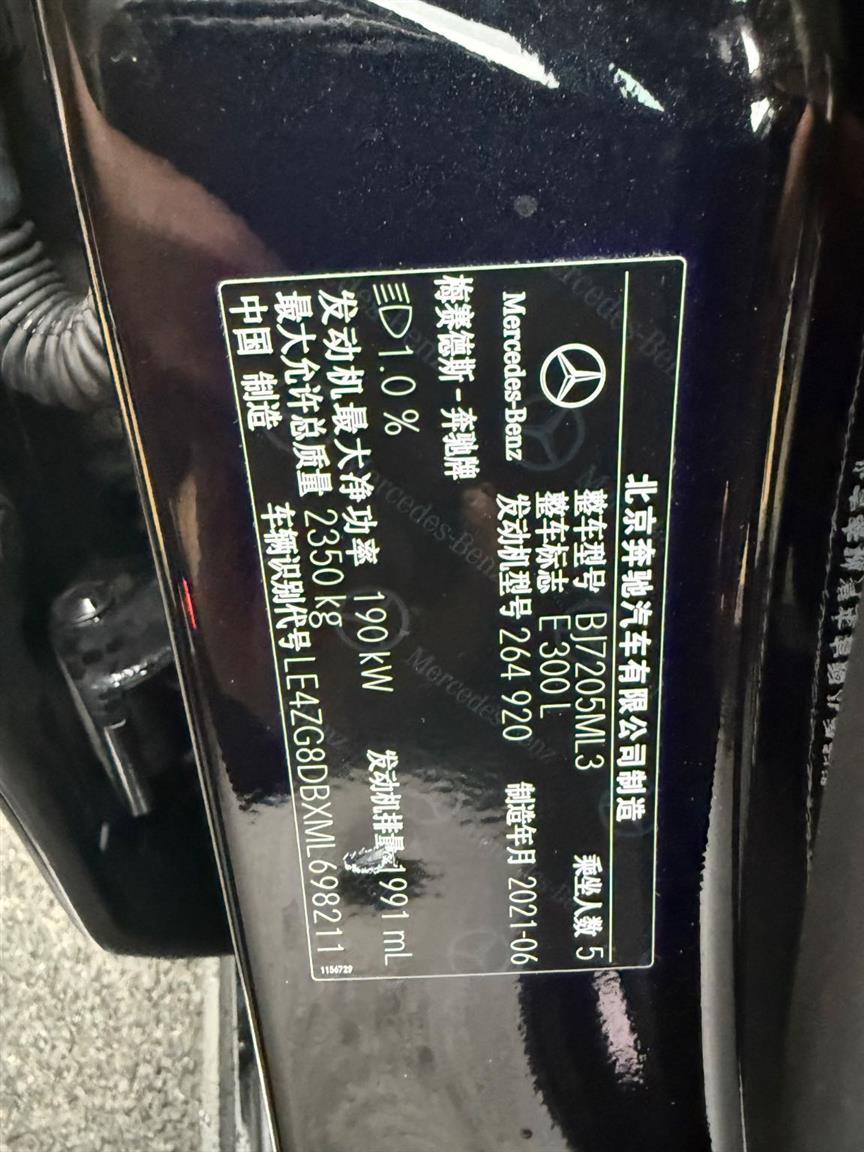 北京奔驰汽车有限公司制造
Mercedes-Benz
梅赛德斯-奔驰牌
整车型号 BJ7205ML3 乘坐人数 5
整车标志 E 300 L
发动机型号 264 920 制造年月 2021-06
1.0 %
发动机最大净功率 190 kW 发动机排量 1991 mL
最大允许总质量 2350 kg
中国 制造 车辆识别代号 LE4ZG8DBXML698211
1156729